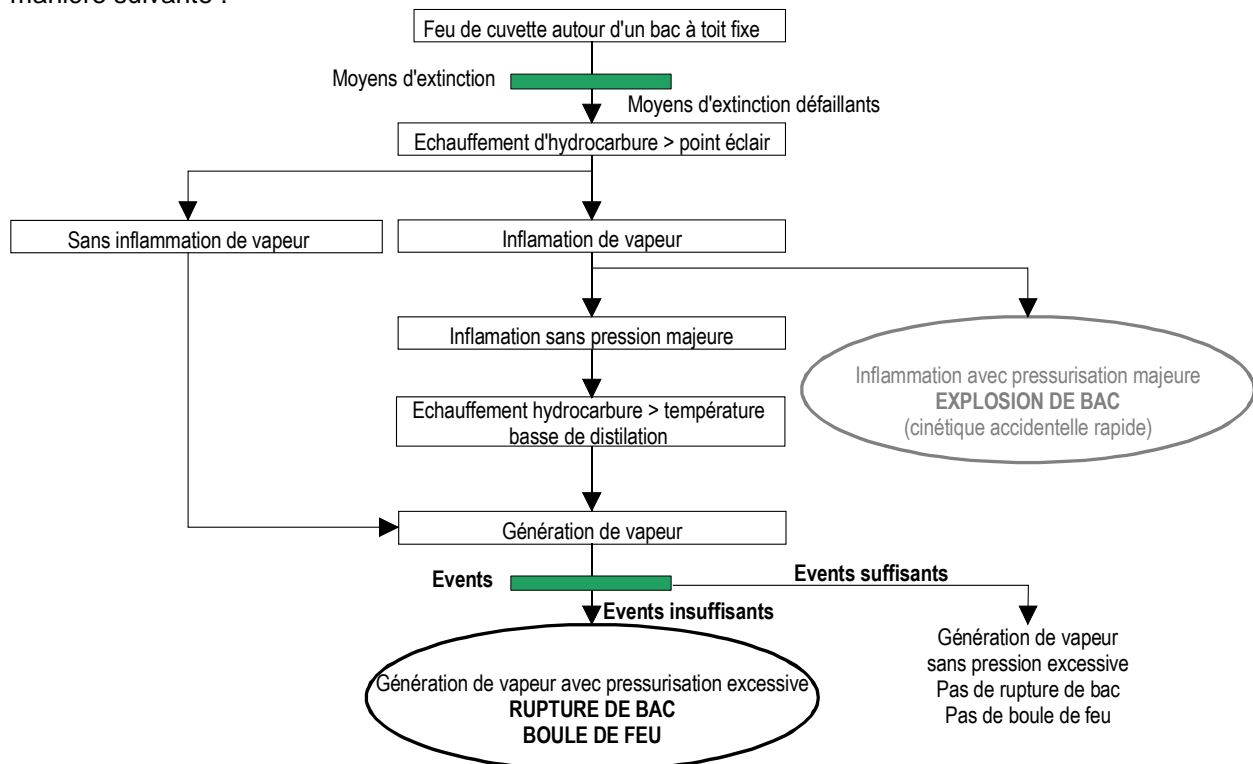 manière suivante :
Feu de cuvette autour d'un bac à toit fixe
Moyens d'extinction
Moyens d'extinction défaillants
Echauffement d'hydrocarbure > point éclair
Sans inflammation de vapeur
Inflamation de vapeur
Inflamation sans pression majeure
Inflammation avec pressurisation majeure
EXPLOSION DE BAC
(cinétique accidentelle rapide)
Echauffement hydrocarbure > température
basse de distilation
Génération de vapeur
Events
Events suffisants
Events insuffisants
Génération de vapeur
sans pression excessive
Pas de rupture de bac
Pas de boule de feu
Génération de vapeur avec pressurisation excessive
RUPTURE DE BAC
BOULE DE FEU